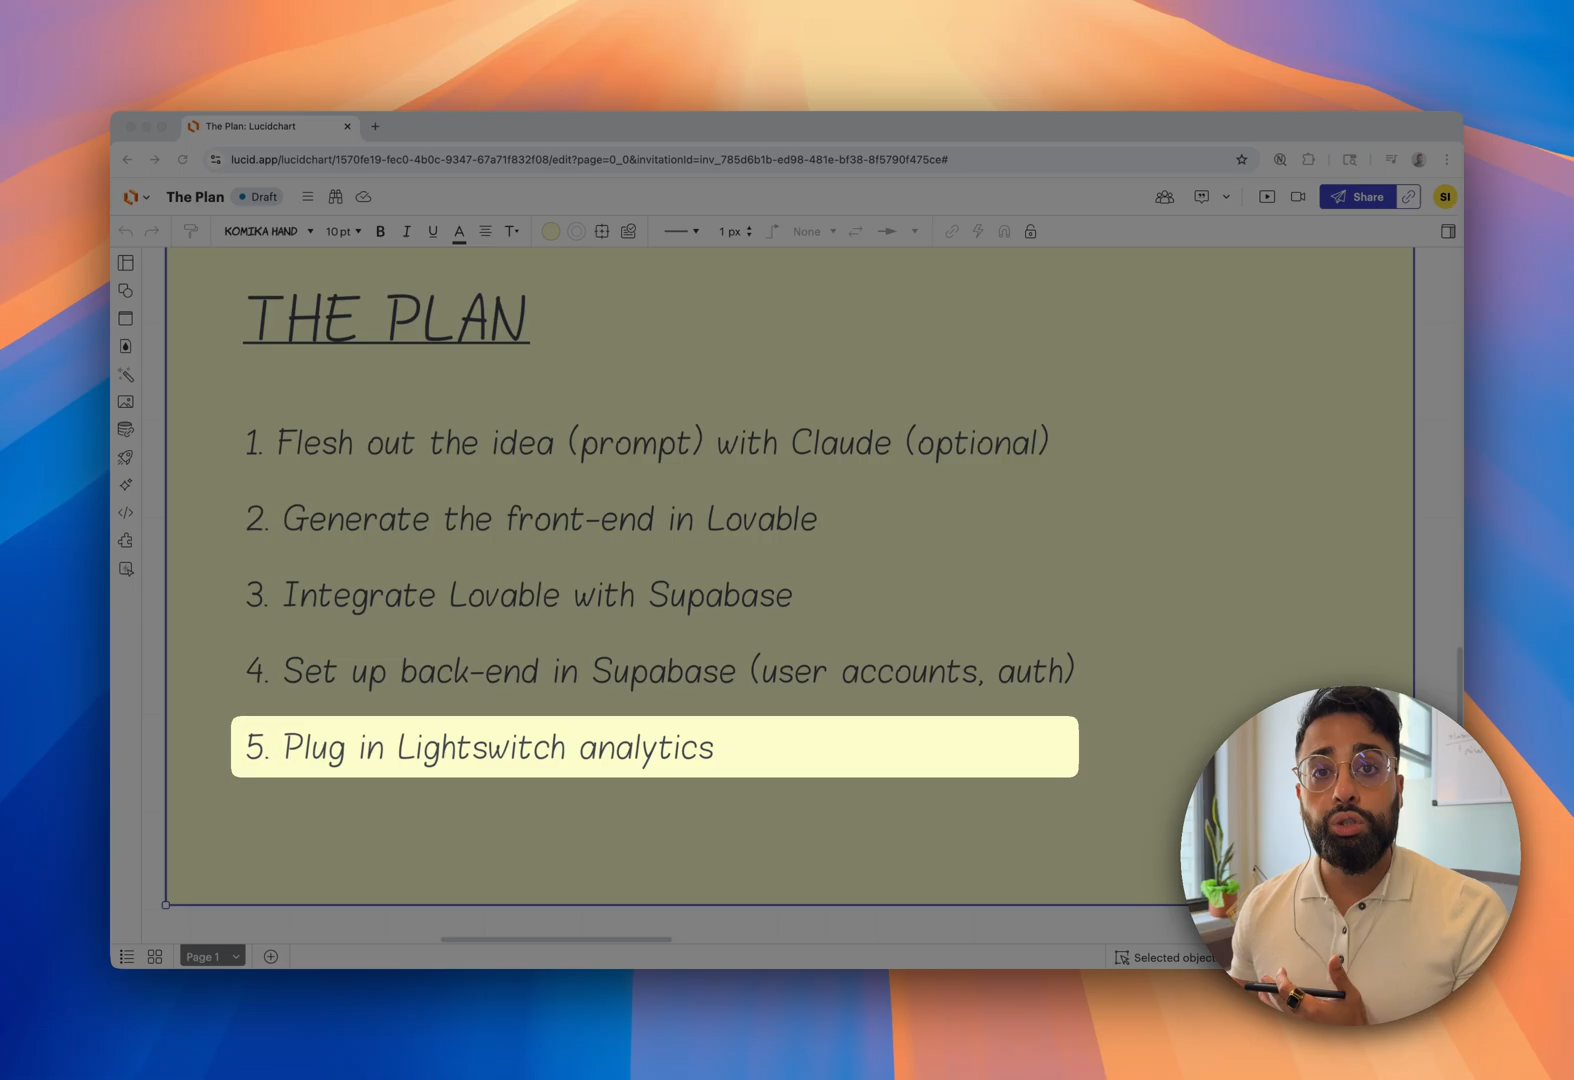 The Plan: Lucidchart
lucid.app/lucidchart/1570fe19-fec0-4b0c-9347-67a71f832f08/edit?page=0_0&invitationId=inv_785d6b1b-ed98-481e-bf38-8f5790f475ce#
The Plan Draft Share SI
KOMIKA HAND 10 pt B I U A T 1 px None
THE PLAN
1. Flesh out the idea (prompt) with Claude (optional)
2. Generate the front-end in Lovable
3. Integrate Lovable with Supabase
4. Set up back-end in Supabase (user accounts, auth)
5. Plug in Lightswitch analytics
Page 1 Selected object